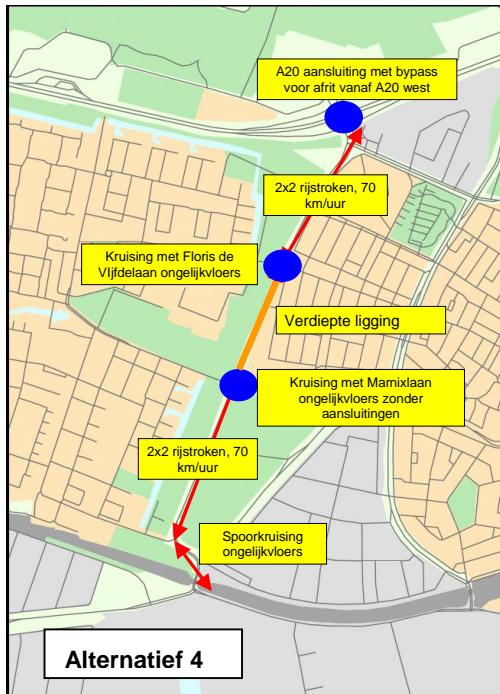 A20 aansluiting met bypass
voor afrit vanaf A20 west
2x2 rijstroken, 70
km/uur
Kruising met Floris de
VIjfdelaan ongelijkvloers
Verdiepte ligging
Kruising met Marnixlaan
ongelijkvloers zonder
aansluitingen
2x2 rijstroken, 70
km/uur
Spoorkruising
ongelijkvloers
Alternatief 4